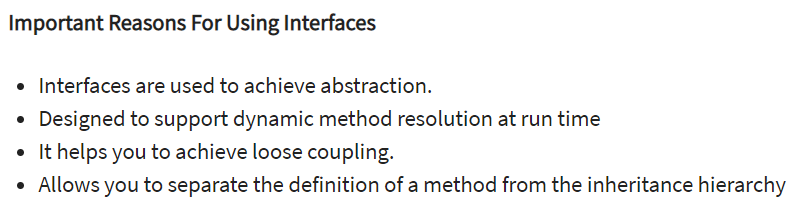 Important Reasons For Using Interfaces
• Interfaces are used to achieve abstraction.
• Designed to support dynamic method resolution at run time
• It helps you to achieve loose coupling.
• Allows you to separate the definition of a method from the inheritance hierarchy